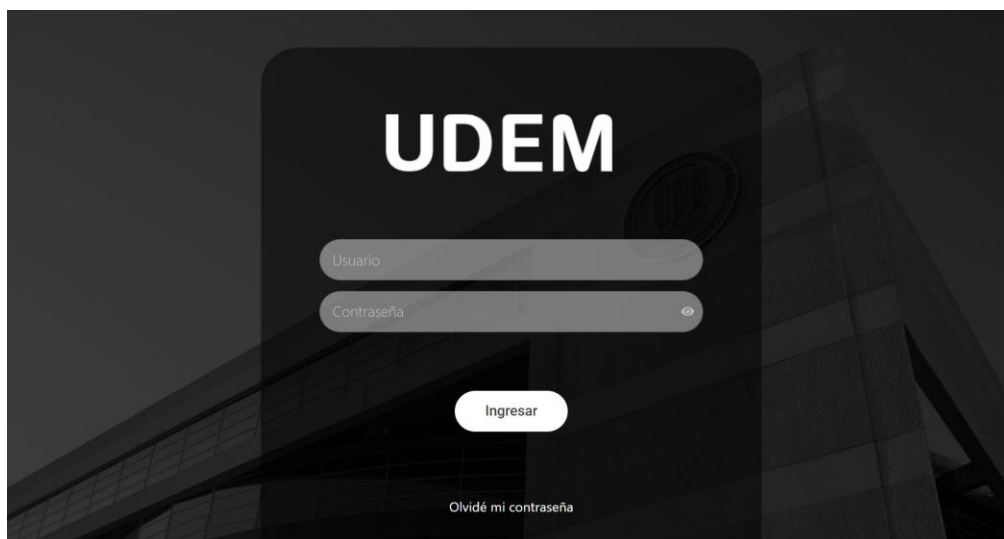 UDEM
Usuario
Contraseña
Ingresar
Olvidé mi contraseña